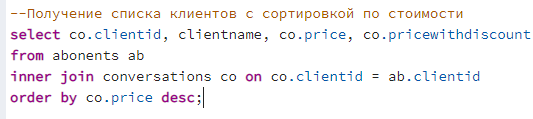 --Получение списка клиентов с сортировкой по стоимости
select co.clientid, clientname, co.price, co.pricewithdiscount
from abonents ab
inner join conversations co on co.clientid = ab.clientid
order by co.price desc;